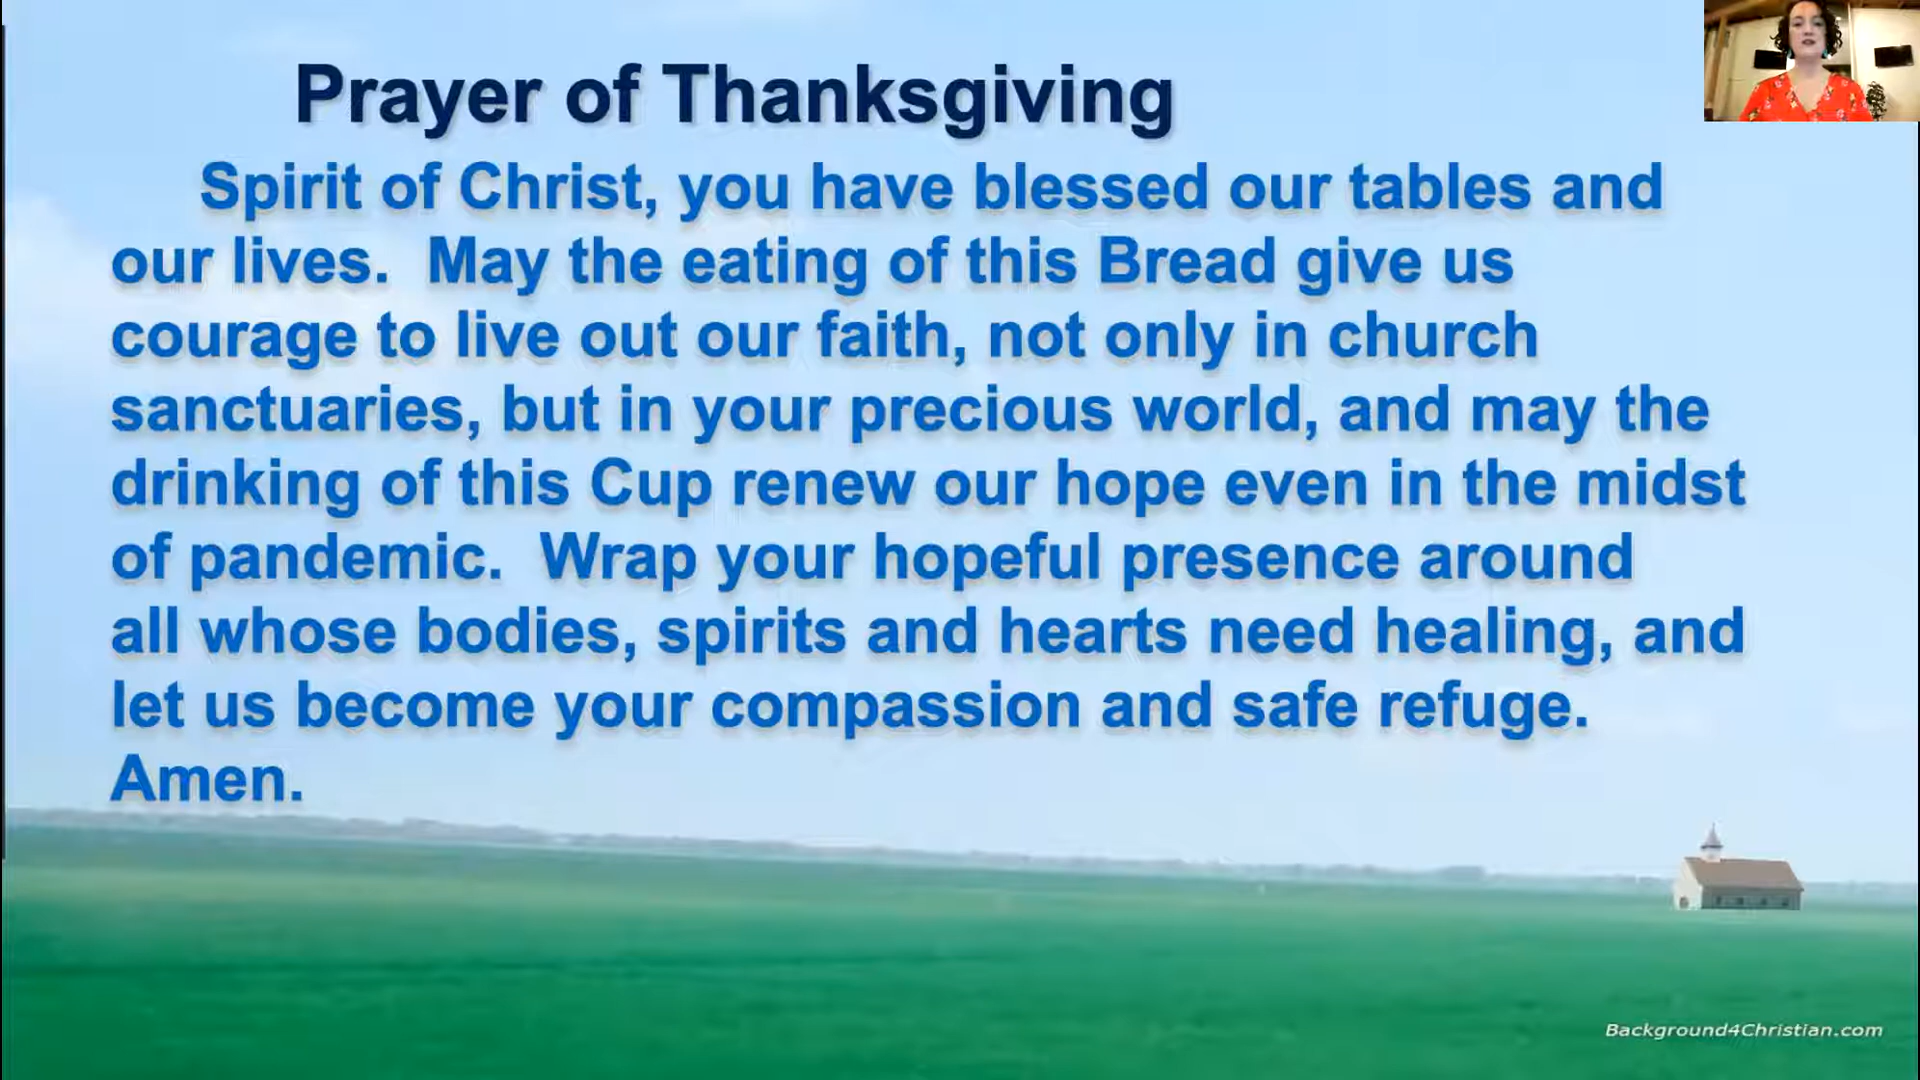 Prayer of Thanksgiving
Spirit of Christ, you have blessed our tables and
our lives.  May the eating of this Bread give us
courage to live out our faith, not only in church
sanctuaries, but in your precious world, and may the
drinking of this Cup renew our hope even in the midst
of pandemic.  Wrap your hopeful presence around
all whose bodies, spirits and hearts need healing, and
let us become your compassion and safe refuge.
Amen.
Background4Christian.com